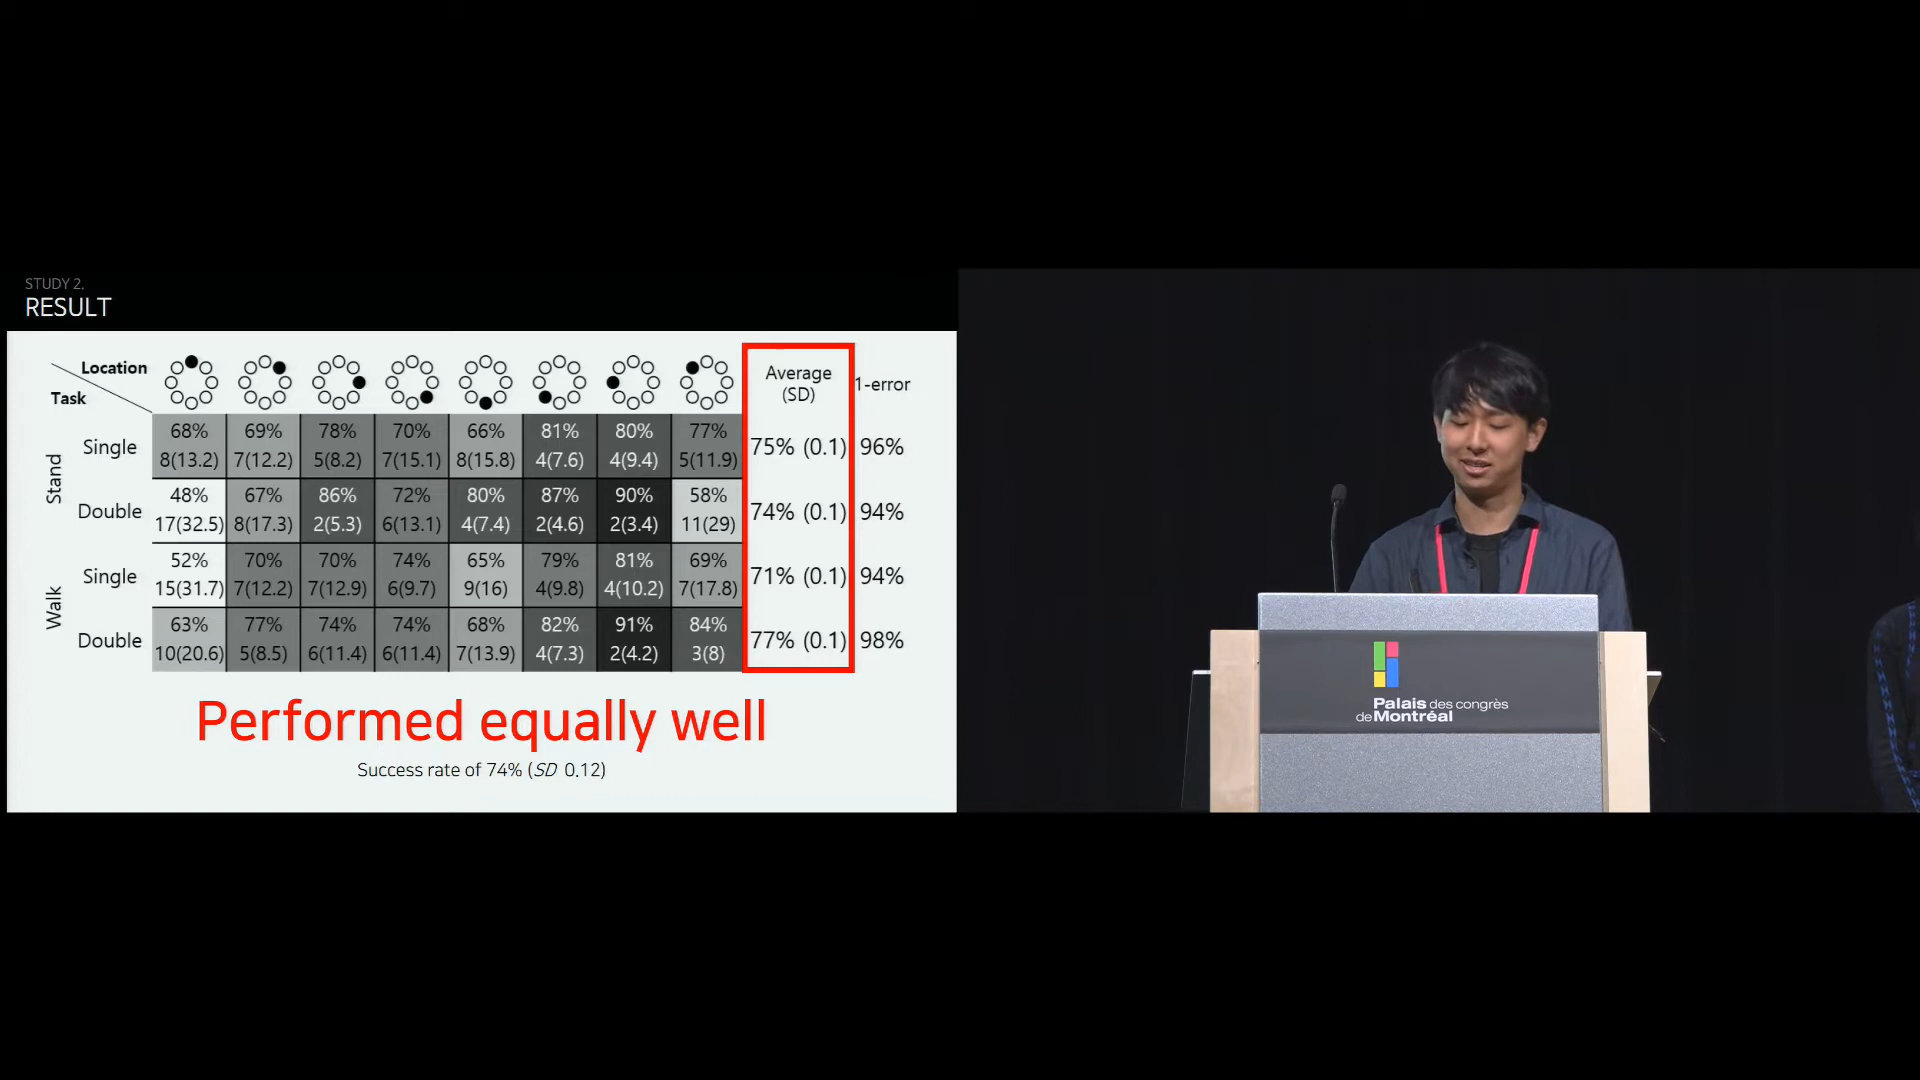 STUDY 2.
RESULT
Location
Task
Average
(SD)
1-error
Stand
Single
68% 69% 78% 70% 66% 81% 80% 77%
8(13.2) 7(12.2) 5(8.2) 7(15.1) 8(15.8) 4(7.6) 4(9.4) 5(11.9)
75% (0.1) 96%
Double
48% 67% 86% 72% 80% 87% 90% 58%
17(32.5) 8(17.3) 2(5.3) 6(13.1) 4(7.4) 2(4.6) 2(3.4) 11(29)
74% (0.1) 94%
Walk
Single
52% 70% 70% 74% 65% 79% 81% 69%
15(31.7) 7(12.2) 7(12.9) 6(9.7) 9(16) 4(9.8) 4(10.2) 7(17.8)
71% (0.1) 94%
Double
63% 77% 74% 74% 68% 82% 91% 84%
10(20.6) 5(8.5) 6(11.4) 6(11.4) 7(13.9) 4(7.3) 2(4.2) 3(8)
77% (0.1) 98%
Performed equally well
Success rate of 74% (SD 0.12)
Palais des congrès
de Montréal